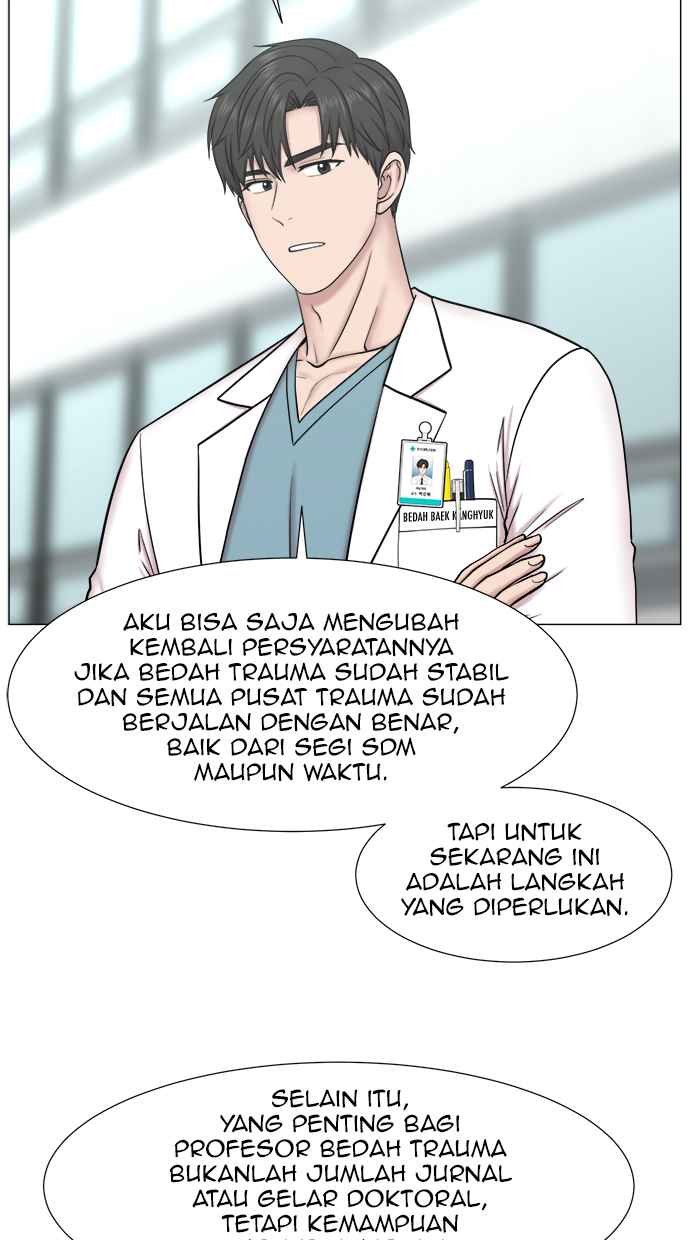 BEDAH BAEK KANGHYUK
AKU BISA SAJA MENGUBAH
KEMBALI PERSYARATANNYA
JIKA BEDAH TRAUMA SUDAH STABIL
DAN SEMUA PUSAT TRAUMA SUDAH
BERJALAN DENGAN BENAR,
BAIK DARI SEGI SDM
MAUPUN WAKTU.
TAPI UNTUK
SEKARANG INI
ADALAH LANGKAH
YANG DIPERLUKAN.
SELAIN ITU,
YANG PENTING BAGI
PROFESOR BEDAH TRAUMA
BUKANLAH JUMLAH JURNAL
ATAU GELAR DOKTORAL,
TETAPI KEMAMPUAN